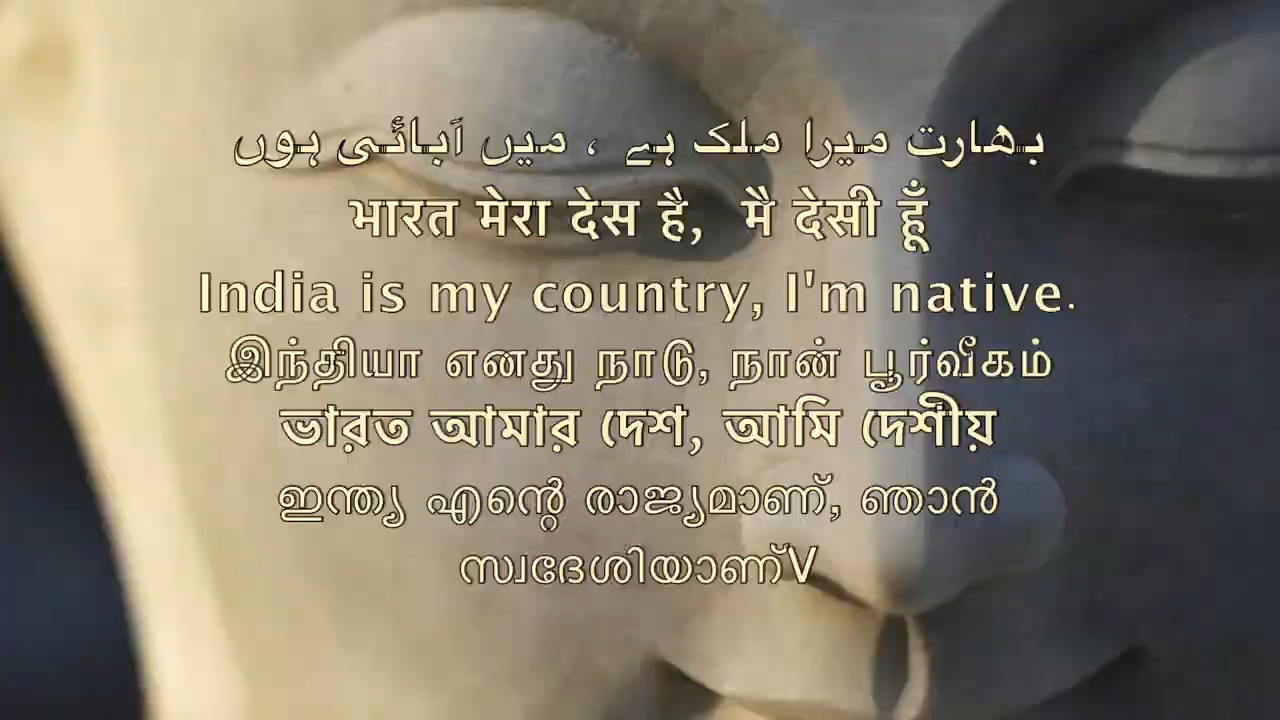 بھارت میرا ملک ہے ، میں آبائی ہوں
भारत मेरा देस है, मै देसी हूँ
India is my country, I'm native.
இந்தியா எனது நாடு, நான் பூர்வீகம்
ভারত আমার দেশ, আমি দেশীয়
ഇന്ത്യ എന്റെ രാജ്യമാണ്, ഞാൻ
സ്വദേശിയാണ്V